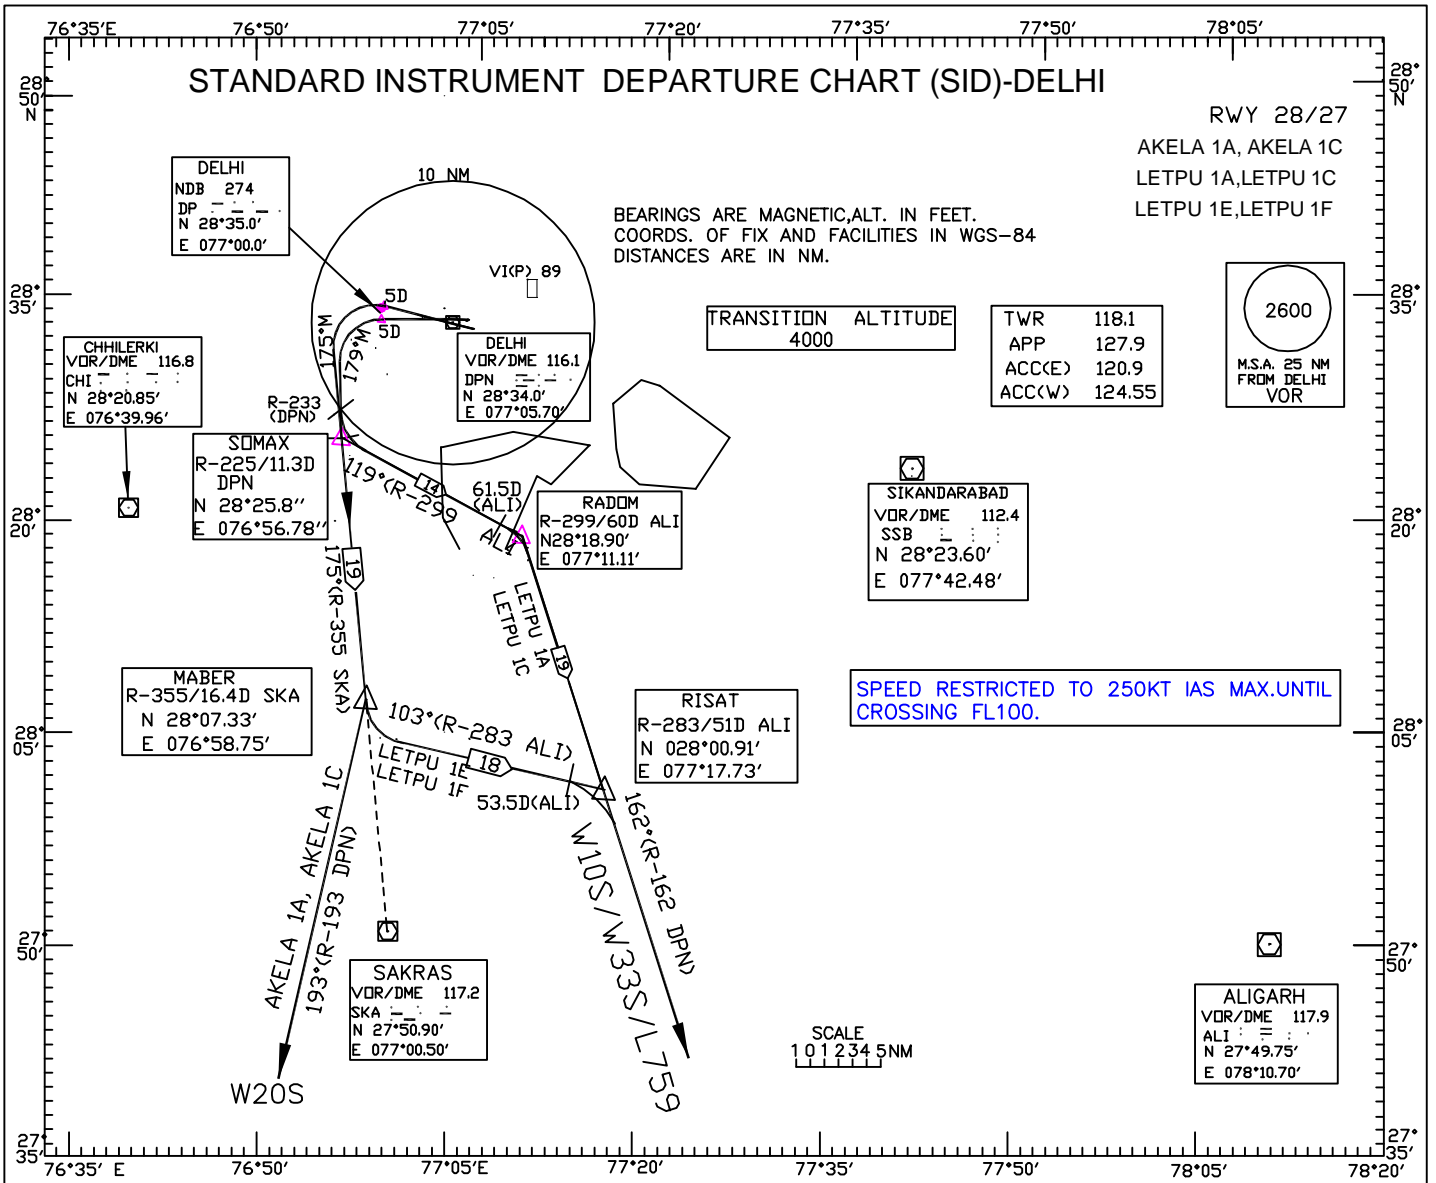 76°35′E 76°50′ 77°05′ 77°20′ 77°35′ 77°50′ 78°05′
28°
50′
N
28°
50′
N
STANDARD INSTRUMENT DEPARTURE CHART (SID)-DELHI
RWY 28/27
AKELA 1A, AKELA 1C
LETPU 1A,LETPU 1C
LETPU 1E,LETPU 1F
DELHI
NDB 274
DP
N 28°35.0′
E 077°00.0′
10 NM
BEARINGS ARE MAGNETIC,ALT. IN FEET.
COORDS. OF FIX AND FACILITIES IN WGS-84
DISTANCES ARE IN NM.
VI(P) 89
28°
35′
28°
35′
5D
5D
TRANSITION ALTITUDE
4000
TWR 118.1
APP 127.9
ACC(E) 120.9
ACC(W) 124.55
2600
M.S.A. 25 NM
FROM DELHI
VOR
175°M
179°M
CHHILERKI
VOR/DME 116.8
CHI
N 28°20.85′
E 076°39.96′
DELHI
VOR/DME 116.1
DPN
N 28°34.0′
E 077°05.70′
R-233
(DPN)
SOMAX
R-225/11.3D
DPN
N 28°25.8′′
E 076°56.78′′
119°(R-299
14
ALI
61.5D
(ALI)
RADOM
R-299/60D ALI
N28°18.90′
E 077°11.11′
SIKANDARABAD
VOR/DME 112.4
SSB
N 28°23.60′
E 077°42.48′
28°
20′
28°
20′
19
175°(R-355 SKA)
LETPU 1A
LETPU 1C
19
MABER
R-355/16.4D SKA
N 28°07.33′
E 076°58.75′
RISAT
R-283/51D ALI
N 028°00.91′
E 077°17.73′
SPEED RESTRICTED TO 250KT IAS MAX.UNTIL
CROSSING FL100.
28°
05′
28°
05′
103°(R-283 ALI)
18
LETPU 1E
LETPU 1F
53.5D(ALI)
162°(R-162 DPN)
W10S/W33S/L759
AKELA 1A, AKELA 1C
193°(R-193 DPN)
27°
50′
27°
50′
SAKRAS
VOR/DME 117.2
SKA
N 27°50.90′
E 077°00.50′
ALIGARH
VOR/DME 117.9
ALI
N 27°49.75′
E 078°10.70′
SCALE
1 0 1 2 3 4 5 NM
W20S
27°
35′
27°
35′
76°35′ E 76°50′ 77°05′ 77°20′ 77°35′ 77°50′ 78°05′ 78°20′